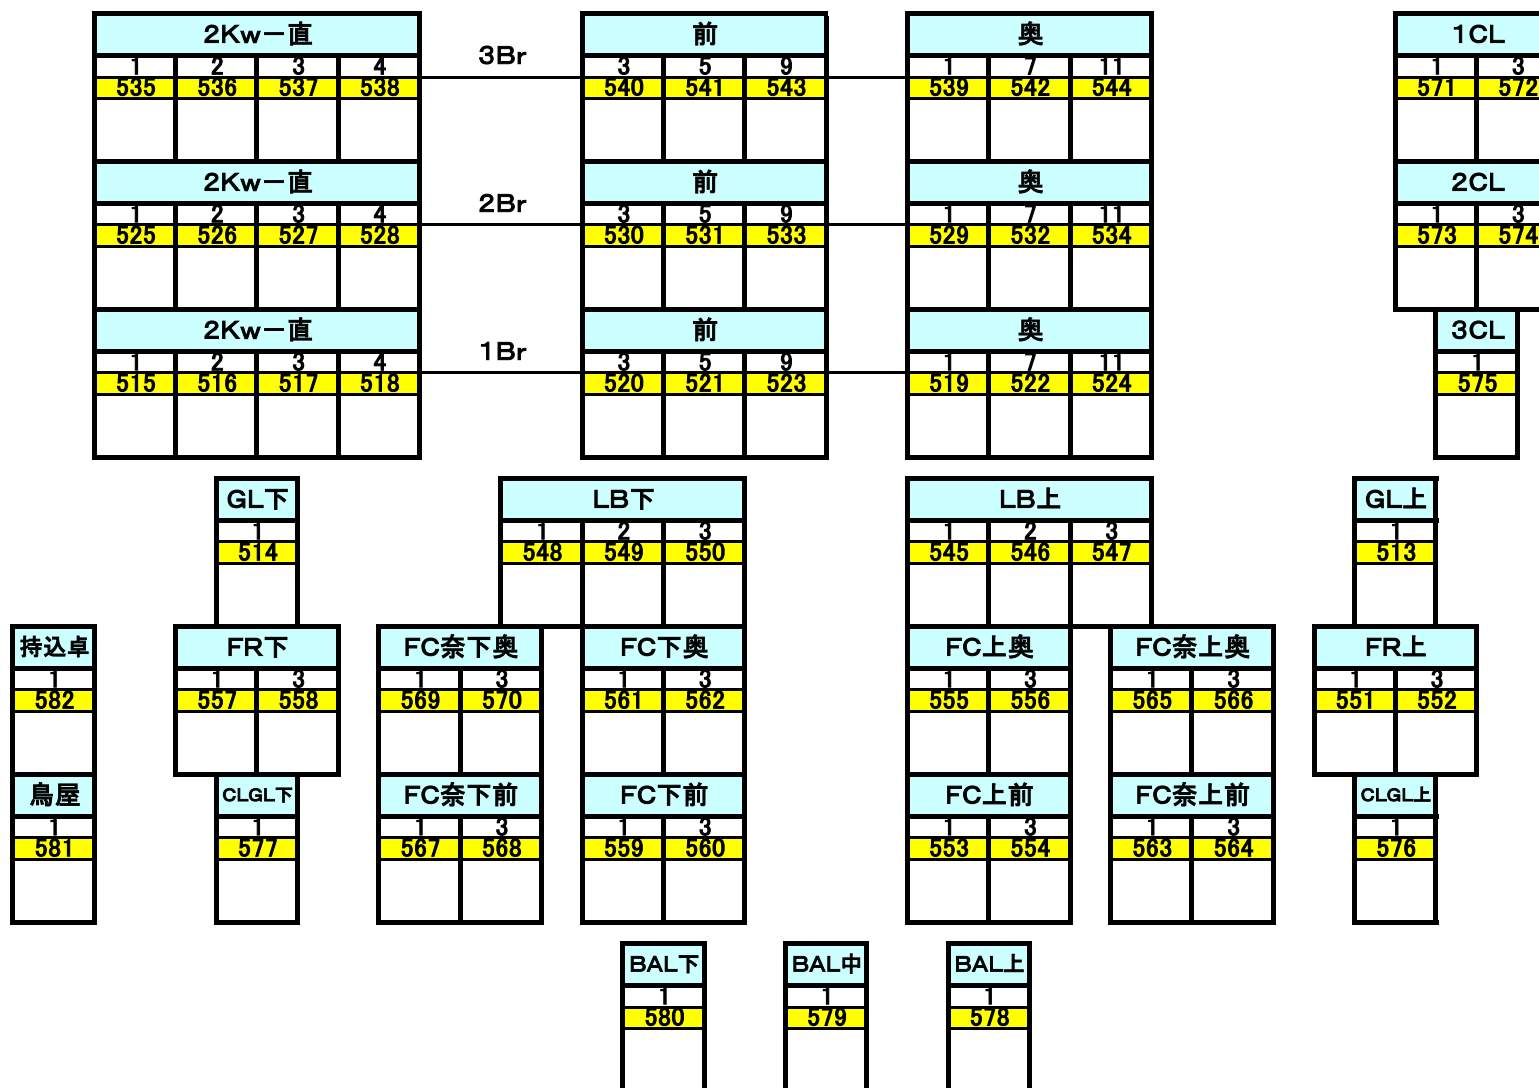 2Kw一直 前 奥 1CL
3Br
1 2 3 4 3 5 9 1 7 11 1 3
535 536 537 538 540 541 543 539 542 544 571 572
2Kw一直 前 奥 2CL
2Br
1 2 3 4 3 5 9 1 7 11 1 3
525 526 527 528 530 531 533 529 532 534 573 574
2Kw一直 前 奥 3CL
1Br
1 2 3 4 3 5 9 1 7 11 1
515 516 517 518 520 521 523 519 522 524 575
GL下 LB下 LB上 GL上
1 1 2 3 1 2 3 1
514 548 549 550 545 546 547 513
持込卓 FR下 FC奈下奥 FC下奥 FC上奥 FC奈上奥 FR上
1 1 3 1 3 1 3 1 3 1 3 1 3
582 557 558 569 570 561 562 555 556 565 566 551 552
鳥屋 CLGL下 FC奈下前 FC下前 FC上前 FC奈上前 CLGL上
1 1 1 3 1 3 1 3 1 3 1
581 577 567 568 559 560 553 554 563 564 576
BAL下 BAL中 BAL上
1 1 1
580 579 578